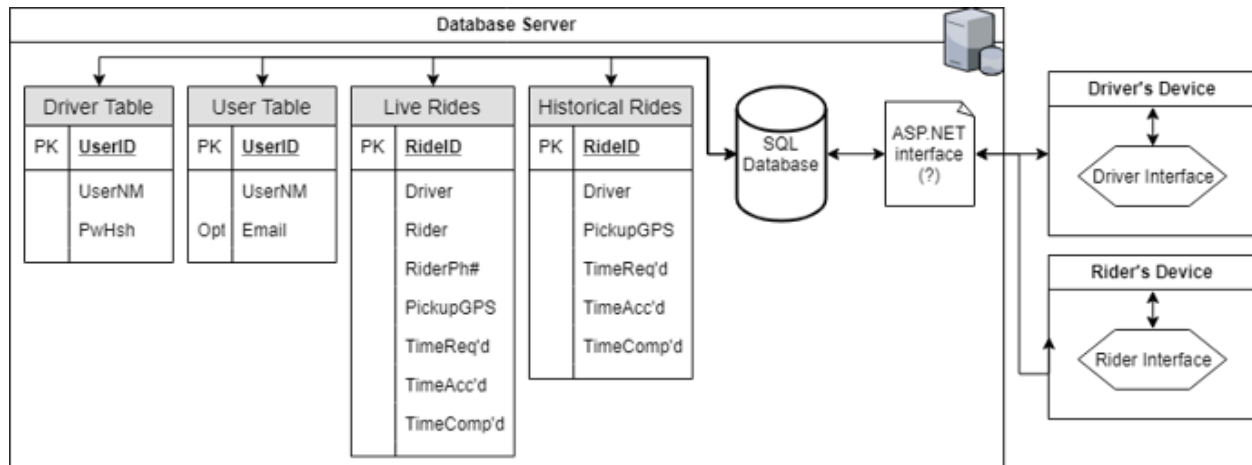 Database Server
Driver Table
PK UserID
UserNM
PwHsh
User Table
PK UserID
UserNM
Opt Email
Live Rides
PK RideID
Driver
Rider
RiderPh#
PickupGPS
TimeReq'd
TimeAcc'd
TimeComp'd
Historical Rides
PK RideID
Driver
PickupGPS
TimeReq'd
TimeAcc'd
TimeComp'd
SQL
Database
ASP.NET
interface
(?)
Driver's Device
Driver Interface
Rider's Device
Rider Interface